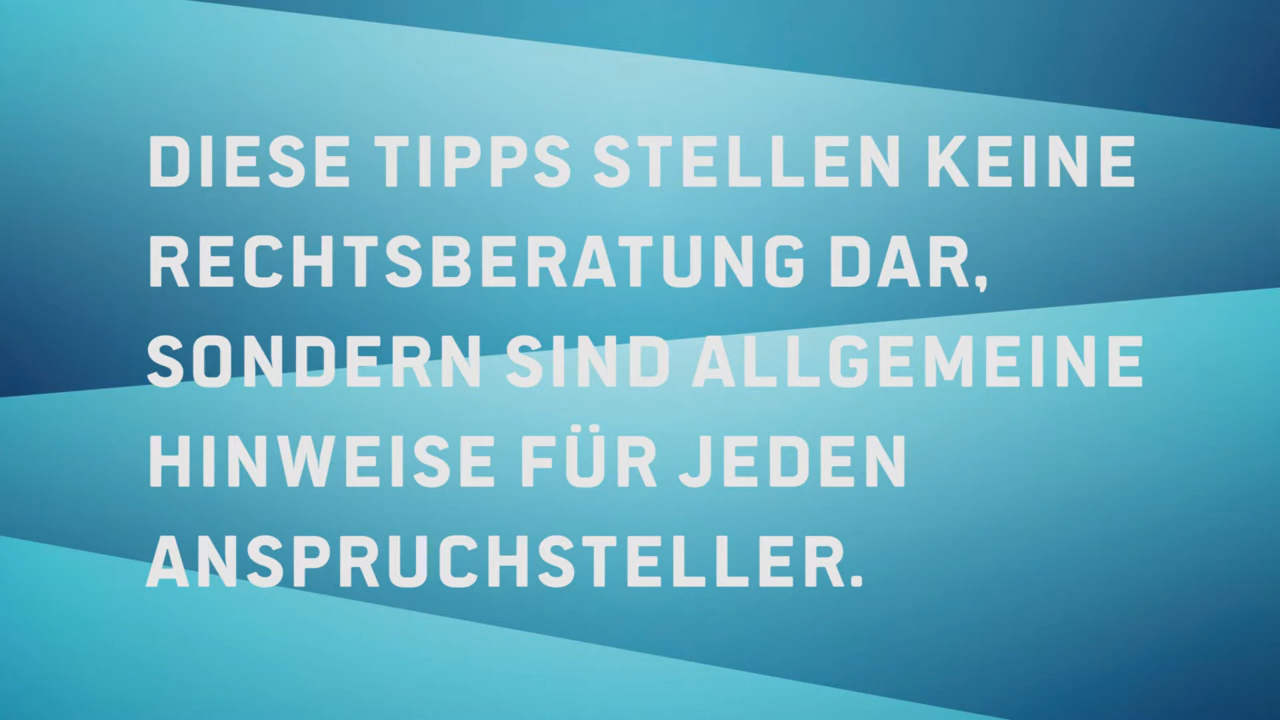 DIESE TIPPS STELLEN KEINE
RECHTSBERATUNG DAR,
SONDERN SIND ALLGEMEINE
HINWEISE FÜR JEDEN
ANSPRUCHSTELLER.